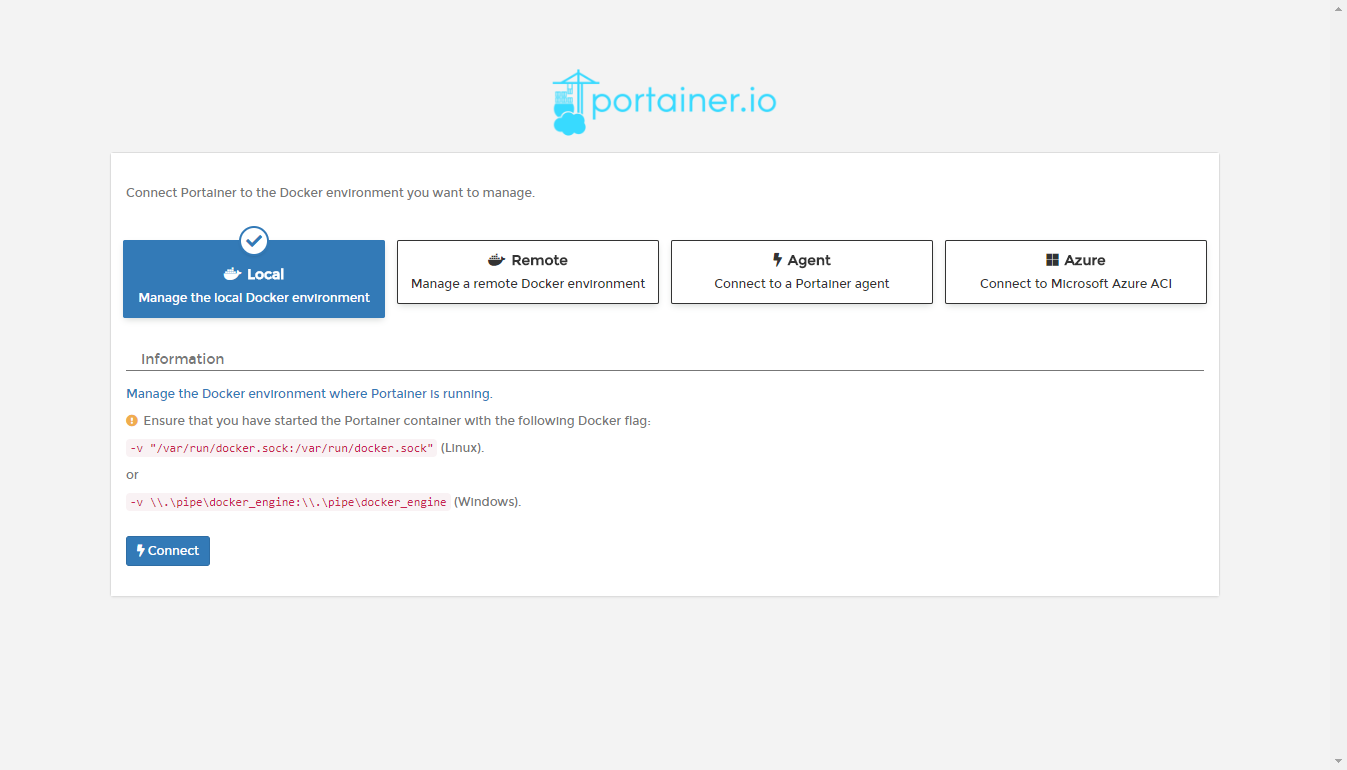 portainer.io
Connect Portainer to the Docker environment you want to manage.
Local
Manage the local Docker environment
Remote
Manage a remote Docker environment
Agent
Connect to a Portainer agent
Azure
Connect to Microsoft Azure ACI
Information
Manage the Docker environment where Portainer is running.
Ensure that you have started the Portainer container with the following Docker flag:
-v "/var/run/docker.sock:/var/run/docker.sock" (Linux).
or
-v \\.\pipe\docker_engine:\\.\pipe\docker_engine (Windows).
Connect